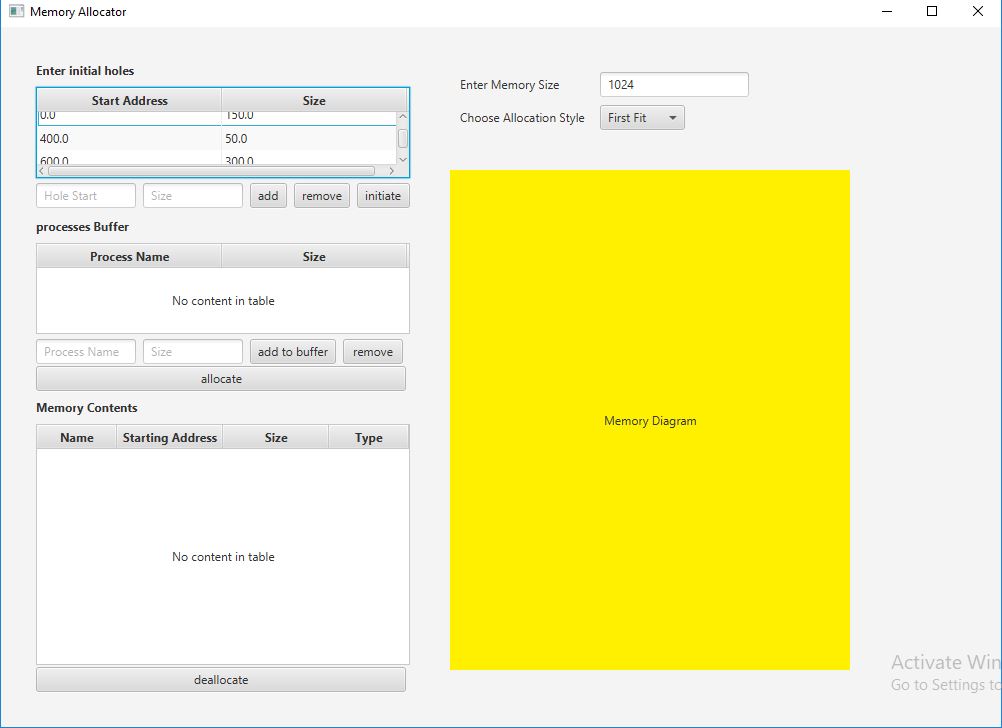 Memory Allocator
Enter initial holes
Start Address Size
0.0 150.0
400.0 50.0
600.0 300.0
Hole Start Size add remove initiate
processes Buffer
Process Name Size
No content in table
Process Name Size add to buffer remove
allocate
Memory Contents
Name Starting Address Size Type
No content in table
deallocate
Enter Memory Size 1024
Choose Allocation Style First Fit
Memory Diagram
Activate Win
Go to Settings to